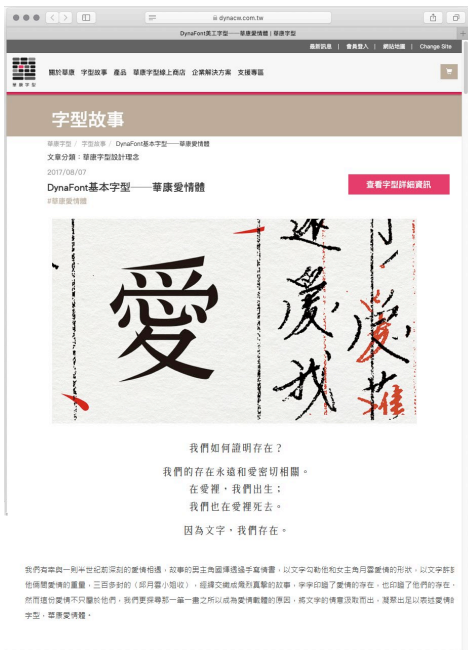 dynacw.com.tw
DynaFont美工字型——華康愛情體 | 華康字型
最新訊息 | 會員登入 | 網站地圖 | Change Site
華康字型
關於華康 字型故事 產品 華康字型線上商店 企業解決方案 支援專區
字型故事
華康字型 / 字型故事 / DynaFont基本字型——華康愛情體
文章分類：華康字型設計理念
2017/08/07
DynaFont基本字型——華康愛情體
查看字型詳細資訊
#華康愛情體
愛
我
我們如何證明存在？
我們的存在永遠和愛密切相關。
在愛裡，我們出生；
我們也在愛裡死去。
因為文字，我們存在。
我們有幸與一則半世紀前深刻的愛情相遇，故事的男主角國擇透過手寫情書，以文字勾勒他和女主角月雲愛情的形狀，以文字
他倆間愛情的重量，三百多封的〈邱月雲小姐收〉，經緯交織成熾烈真摯的故事，字字印證了愛情的存在，也印證了他們的存在。
然而這份愛情不只屬於他們，我們更探尋那一筆一畫之所以成為愛情載體的原因，將文字的情意汲取而出，凝聚出足以表述愛情
字型，華康愛情體。